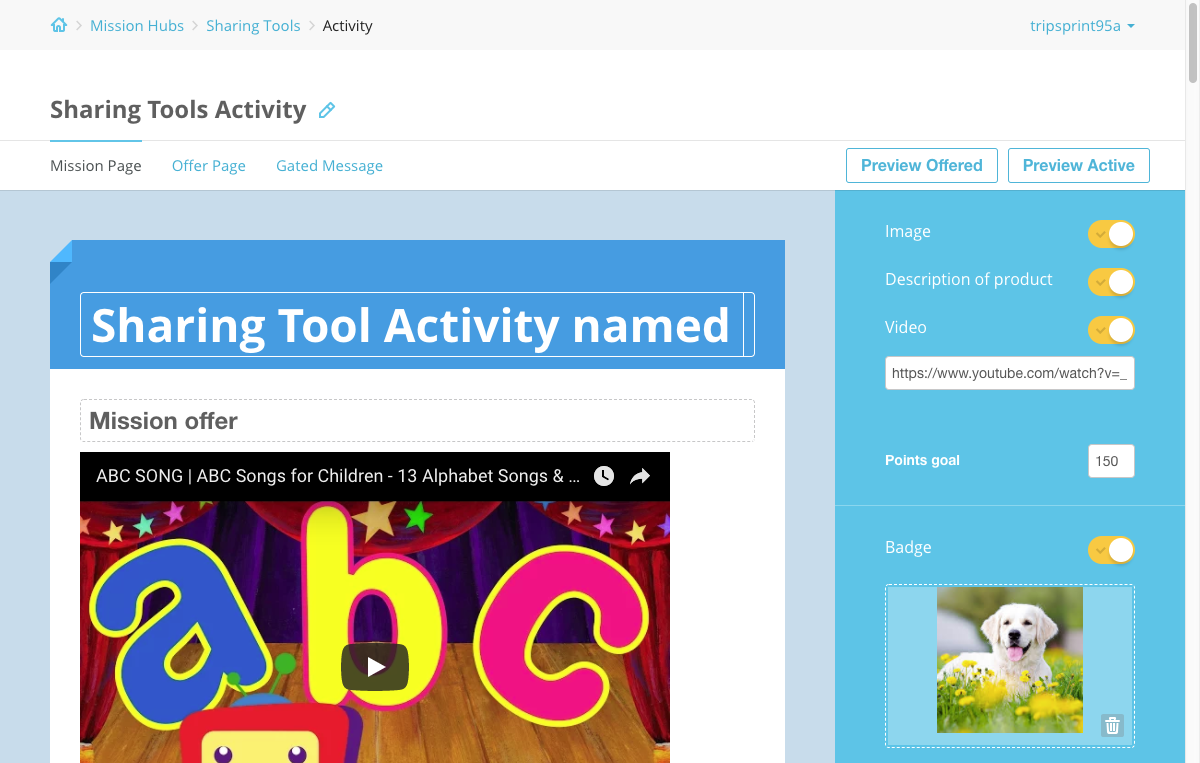 Mission Hubs > Sharing Tools > Activity
tripsprint95a
Sharing Tools Activity
Mission Page
Offer Page
Gated Message
Preview Offered
Preview Active
Sharing Tool Activity named
Mission offer
ABC SONG | ABC Songs for Children - 13 Alphabet Songs & ...
abc
Image
Description of product
Video
https://www.youtube.com/watch?v=_
Points goal
150
Badge